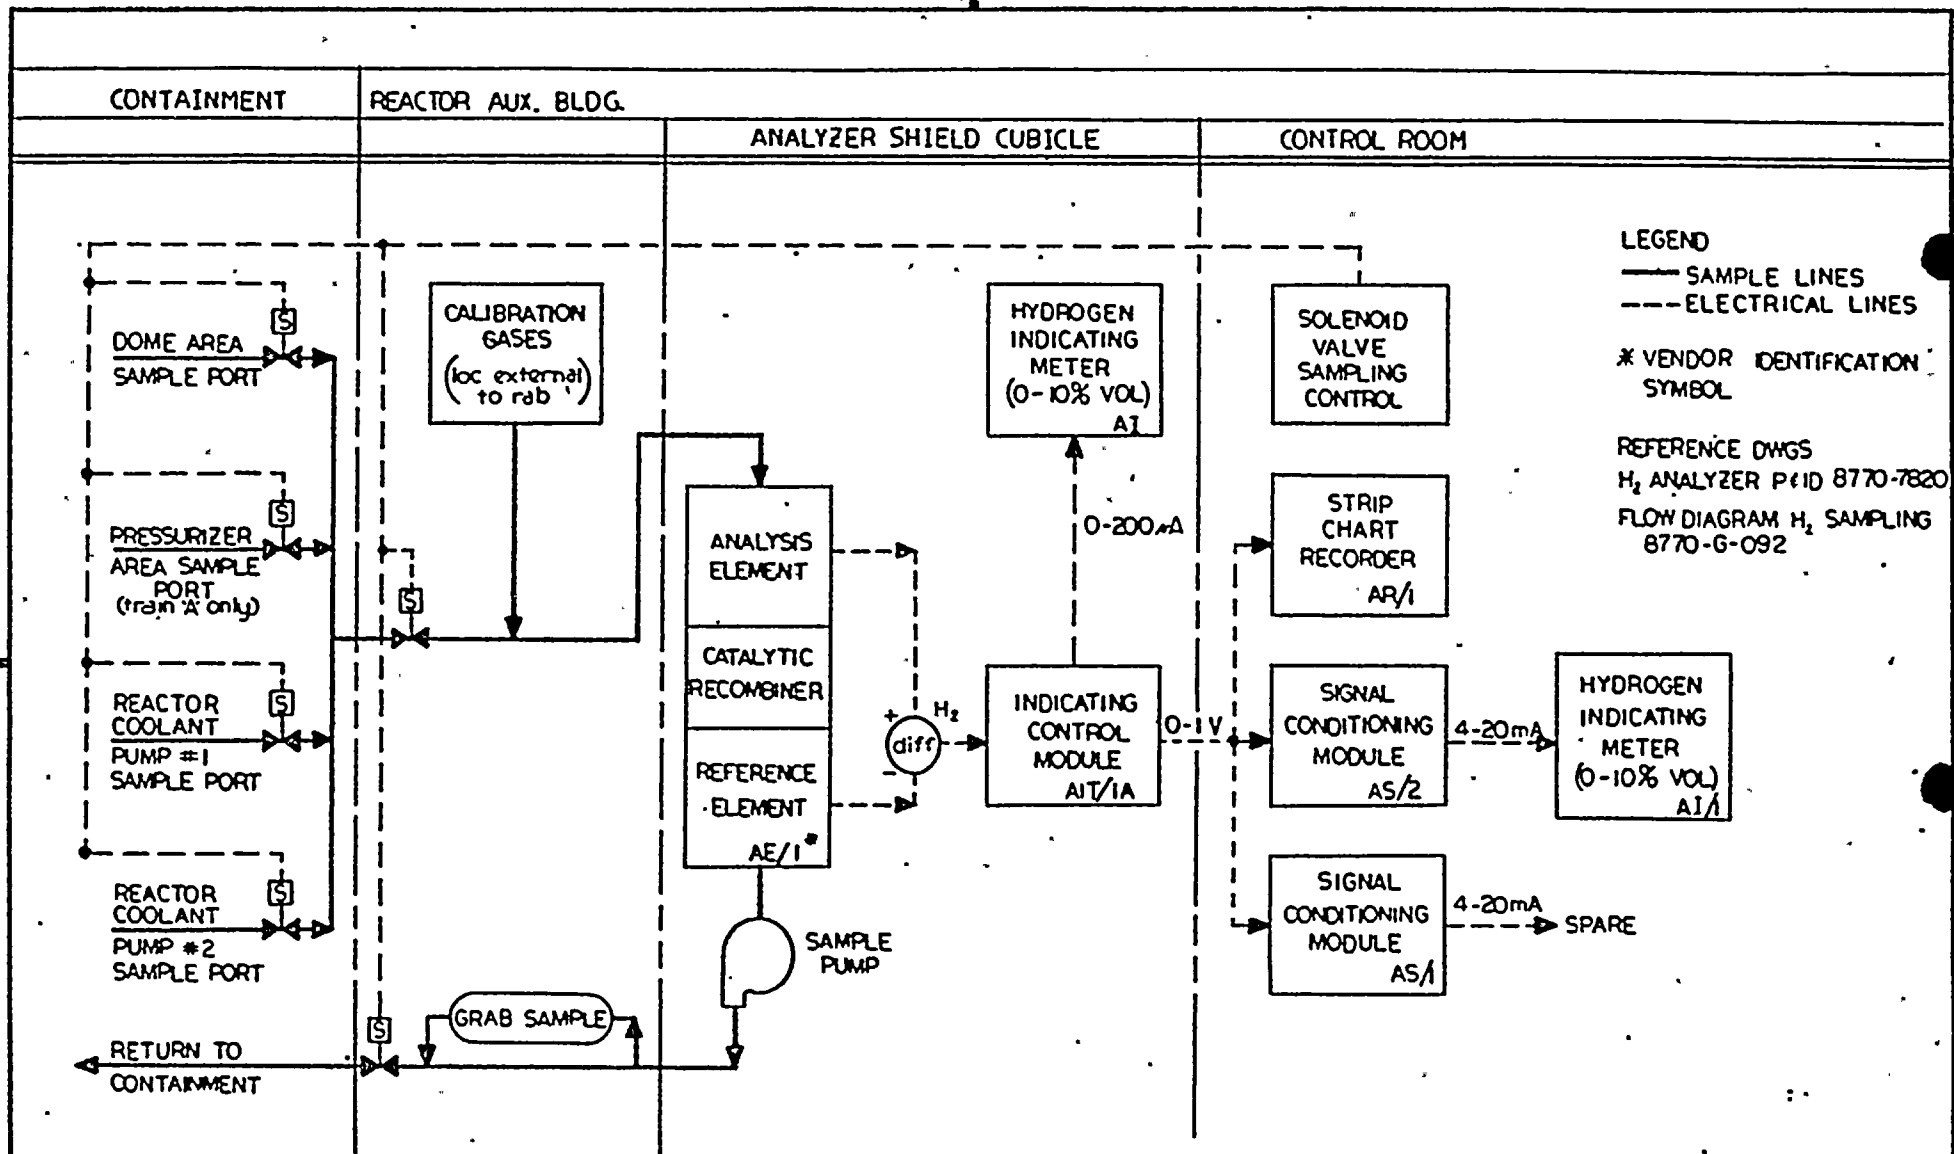 CONTAINMENT
REACTOR AUX. BLDG.
ANALYZER SHIELD CUBICLE
CONTROL ROOM
S
DOME AREA
SAMPLE PORT
S
PRESSURIZER
AREA SAMPLE
PORT
(train 'A' only)
S
REACTOR
COOLANT
PUMP #1
SAMPLE PORT
S
REACTOR
COOLANT
PUMP #2
SAMPLE PORT
RETURN TO
CONTAINMENT
CALIBRATION
GASES
(loc external
to rab)
S
S
GRAB SAMPLE
ANALYSIS
ELEMENT
CATALYTIC
RECOMBINER
REFERENCE
ELEMENT
AE/1*
SAMPLE
PUMP
+
H₂
diff
-
HYDROGEN
INDICATING
METER
(0-10% VOL)
AI
0-200μA
INDICATING
CONTROL
MODULE
AIT/1A
0-1V
SOLENOID
VALVE
SAMPLING
CONTROL
STRIP
CHART
RECORDER
AR/1
SIGNAL
CONDITIONING
MODULE
AS/2
4-20mA
HYDROGEN
INDICATING
METER
(0-10% VOL)
AI/1
SIGNAL
CONDITIONING
MODULE
AS/1
4-20mA
SPARE
LEGEND
SAMPLE LINES
ELECTRICAL LINES
* VENDOR IDENTIFICATION
SYMBOL
REFERENCE DWGS
H₂ ANALYZER P&ID 8770-7820
FLOW DIAGRAM H₂ SAMPLING
8770-G-092